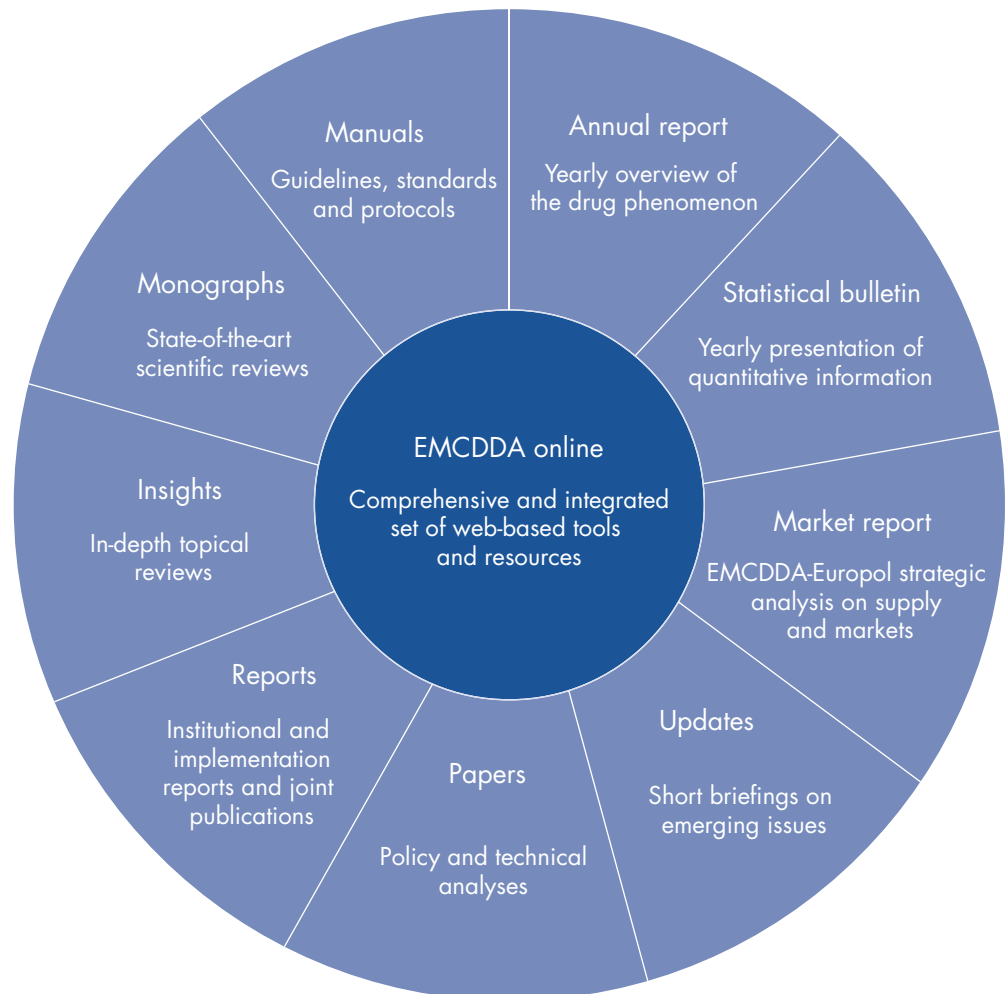 Manuals
Guidelines, standards
and protocols
Annual report
Yearly overview of
the drug phenomenon
Statistical bulletin
Yearly presentation of
quantitative information
Market report
EMCDDA-Europol strategic
analysis on supply
and markets
Updates
Short briefings on
emerging issues
Papers
Policy and technical
analyses
Reports
Institutional and
implementation
reports and joint
publications
Insights
In-depth topical
reviews
Monographs
State-of-the-art
scientific reviews
EMCDDA online
Comprehensive and integrated
set of web-based tools
and resources